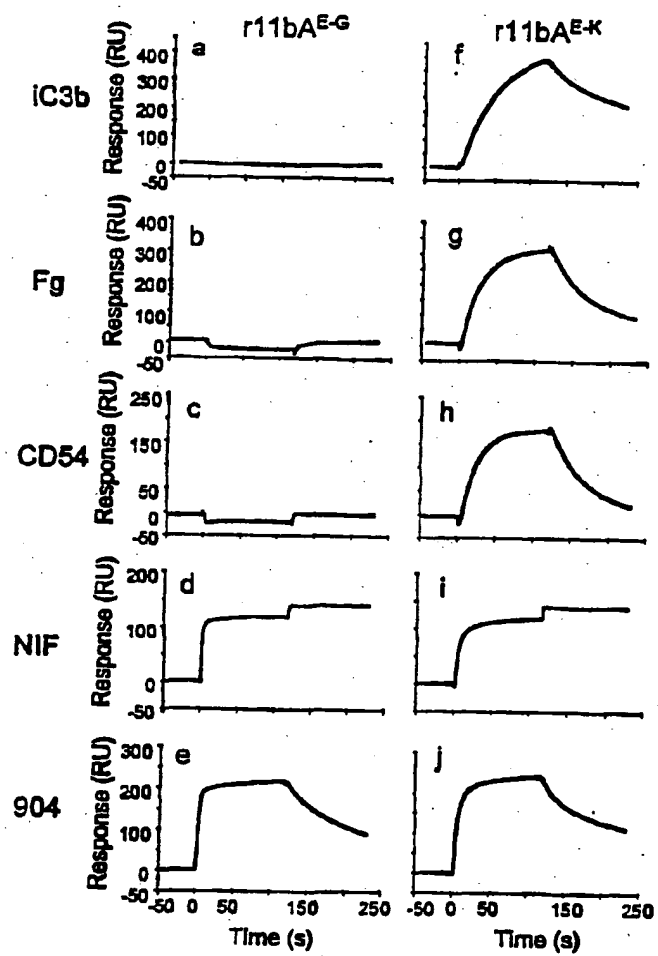 r11bA^E-G r11bA^E-K
iC3b
Response (RU)
400
300
200
100
0
-50
a
f
Fg
Response (RU)
400
300
200
100
0
-50
b
g
CD54
Response (RU)
250
150
50
0
-50
c
h
NIF
Response (RU)
200
100
0
-50
d
i
904
Response (RU)
300
200
100
0
-50
e
j
-50 0 50 150 250
-50 0 50 150 250
Time (s) Time (s)